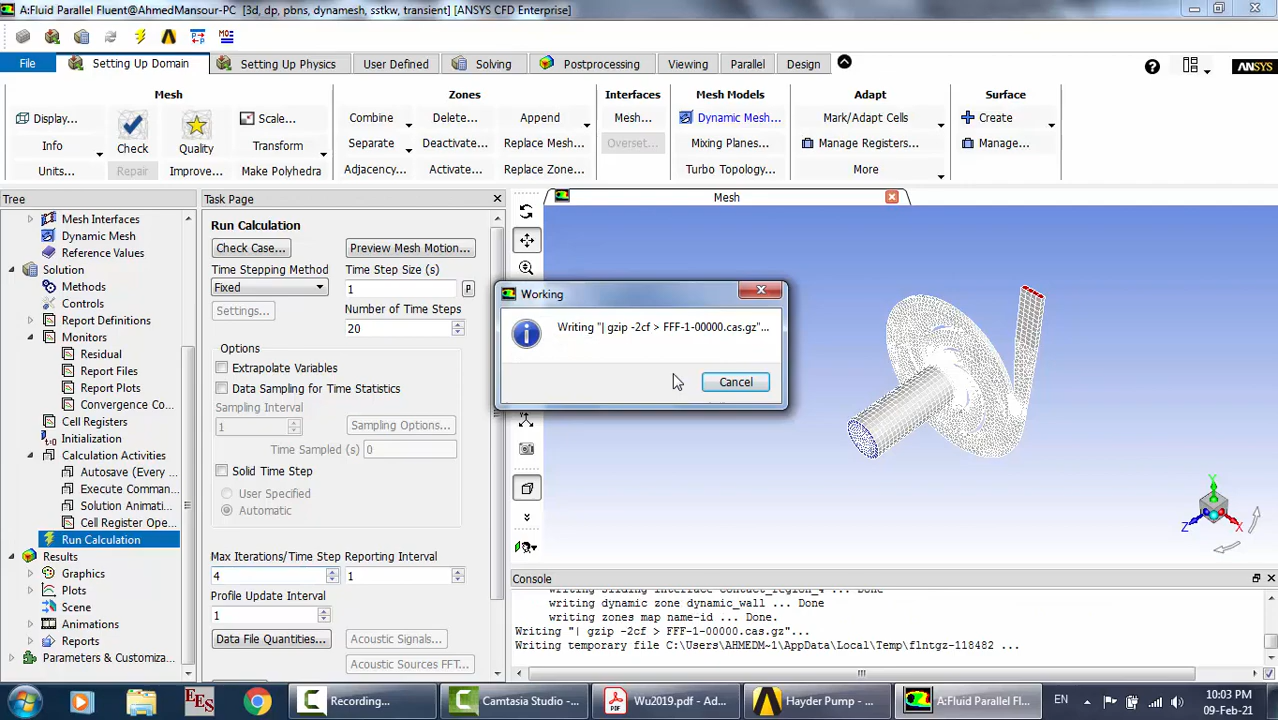 A:Fluid Parallel Fluent@AhmedMansour-PC [3d, dp, pbns, dynamesh, sstkw, transient] [ANSYS CFD Enterprise]
File Setting Up Domain Setting Up Physics User Defined Solving Postprocessing Viewing Parallel Design ANSYS
Mesh Zones Interfaces Mesh Models Adapt Surface
Display... Scale... Combine Delete... Append Mesh... Dynamic Mesh... Mark/Adapt Cells Create
Info Check Quality Transform Separate Deactivate... Replace Mesh... Overset... Mixing Planes... Manage Registers... Manage...
Units... Repair Improve... Make Polyhedra Adjacency... Activate... Replace Zone... Turbo Topology... More
Tree
Mesh Interfaces
Dynamic Mesh
Reference Values
Solution
Methods
Controls
Report Definitions
Monitors
Residual
Report Files
Report Plots
Convergence Co...
Cell Registers
Initialization
Calculation Activities
Autosave (Every ...
Execute Comman...
Solution Animati...
Cell Register Ope...
Run Calculation
Results
Graphics
Plots
Scene
Animations
Reports
Parameters & Customiza...
Task Page
Run Calculation
Check Case... Preview Mesh Motion...
Time Stepping Method Time Step Size (s)
Fixed 1 P
Settings... Number of Time Steps
20
Options
Extrapolate Variables
Data Sampling for Time Statistics
Sampling Interval
1 Sampling Options...
Time Sampled (s) 0
Solid Time Step
User Specified
Automatic
Max Iterations/Time Step Reporting Interval
4 1
Profile Update Interval
1
Data File Quantities... Acoustic Signals...
Acoustic Sources FFT...
Mesh
Working
Writing "| gzip -2cf > FFF-1-00000.cas.gz"...
Cancel
Y
Z X
Console
writing sliding interface contact_region_4 ... Done
writing dynamic zone dynamic_wall ... Done
writing zones map name-id ... Done.
Writing "| gzip -2cf > FFF-1-00000.cas.gz"...
Writing temporary file C:\Users\AHMEDM~1\AppData\Local\Temp\flntgz-118482 ...
EES Recording... Camtasia Studio - ... Wu2019.pdf - Ad... Hayder Pump - ... A:Fluid Parallel Fl... EN 10:03 PM
09-Feb-21